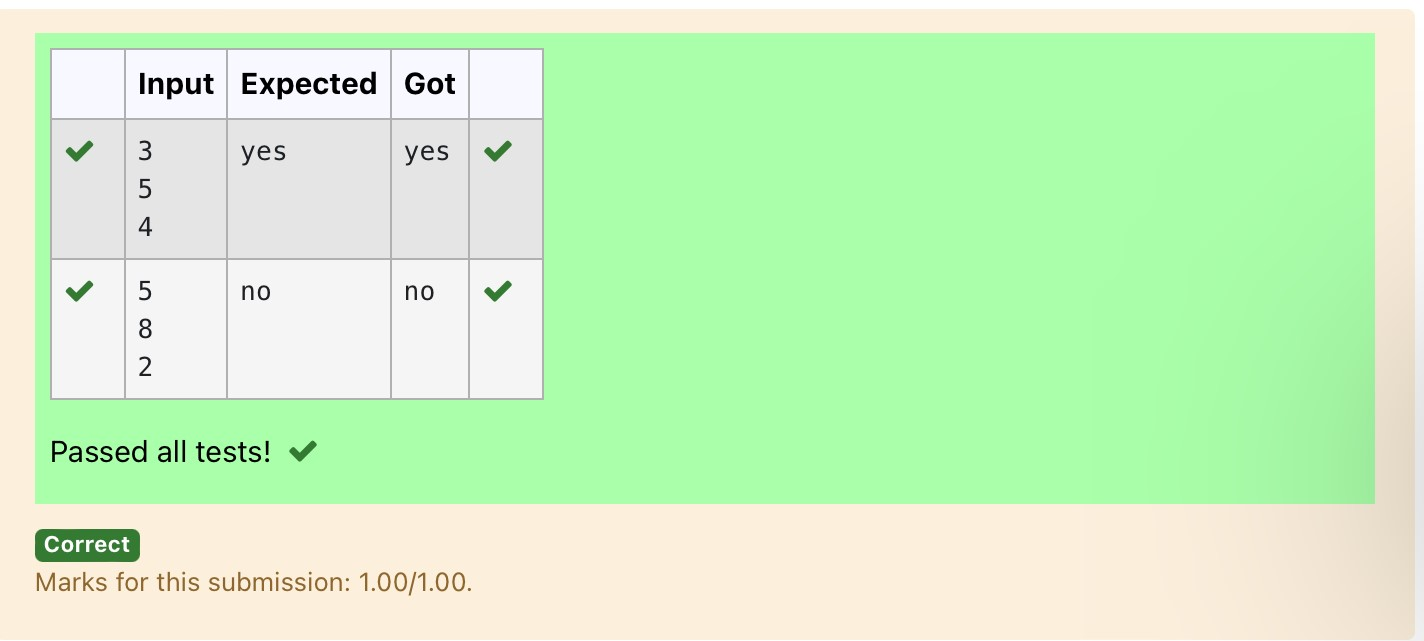 Input Expected Got
3 yes yes
5
4
5 no no
8
2
Passed all tests!
Correct
Marks for this submission: 1.00/1.00.